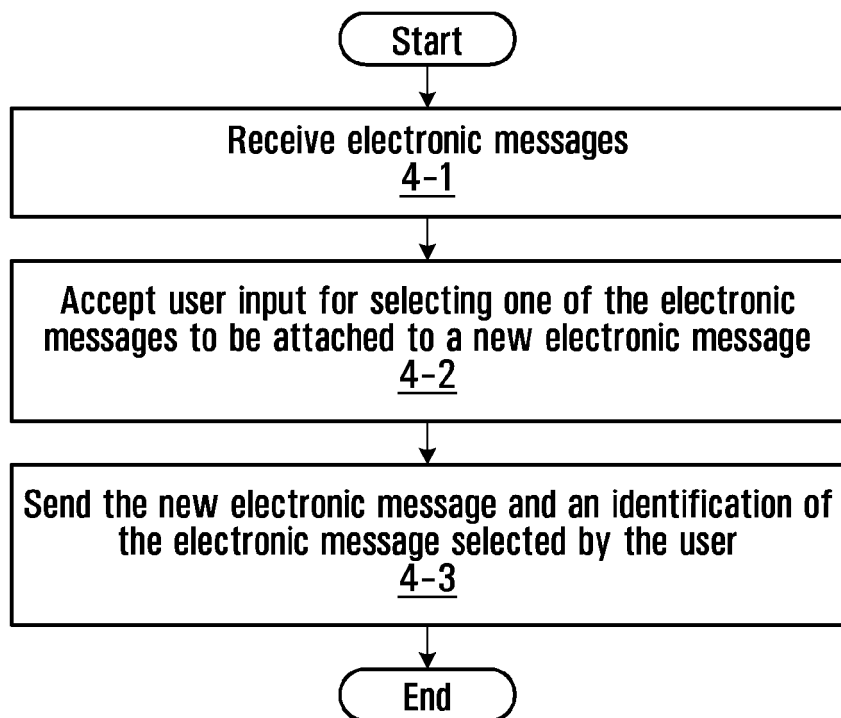 Start
Receive electronic messages
4-1
Accept user input for selecting one of the electronic
messages to be attached to a new electronic message
4-2
Send the new electronic message and an identification of
the electronic message selected by the user
4-3
End